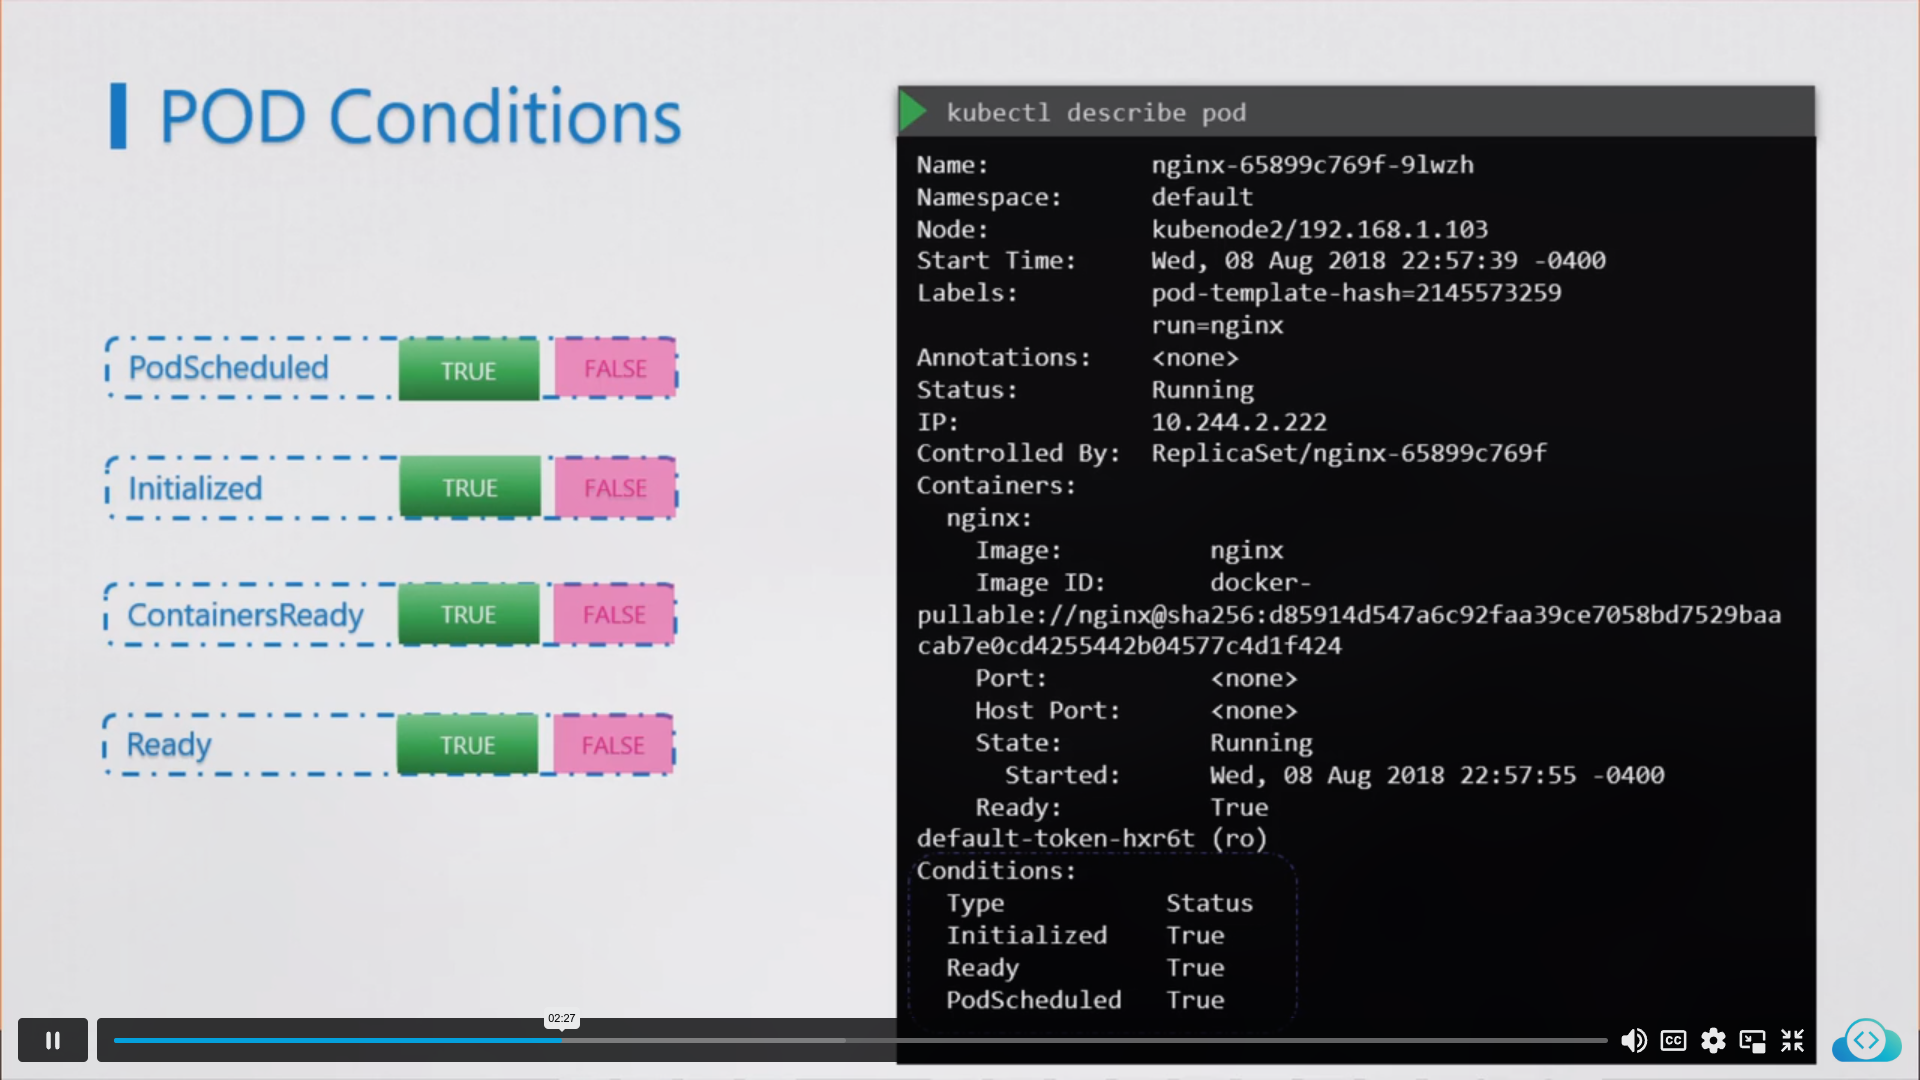 POD Conditions
PodScheduled TRUE FALSE
Initialized TRUE FALSE
ContainersReady TRUE FALSE
Ready TRUE FALSE
kubectl describe pod
Name: nginx-65899c769f-9lwzh
Namespace: default
Node: kubenode2/192.168.1.103
Start Time: Wed, 08 Aug 2018 22:57:39 -0400
Labels: pod-template-hash=2145573259
run=nginx
Annotations: <none>
Status: Running
IP: 10.244.2.222
Controlled By: ReplicaSet/nginx-65899c769f
Containers:
nginx:
Image: nginx
Image ID: docker-
pullable://nginx@sha256:d85914d547a6c92faa39ce7058bd7529baa
cab7e0cd4255442b04577c4d1f424
Port: <none>
Host Port: <none>
State: Running
Started: Wed, 08 Aug 2018 22:57:55 -0400
Ready: True
default-token-hxr6t (ro)
Conditions:
Type Status
Initialized True
Ready True
PodScheduled True
02:27
CC